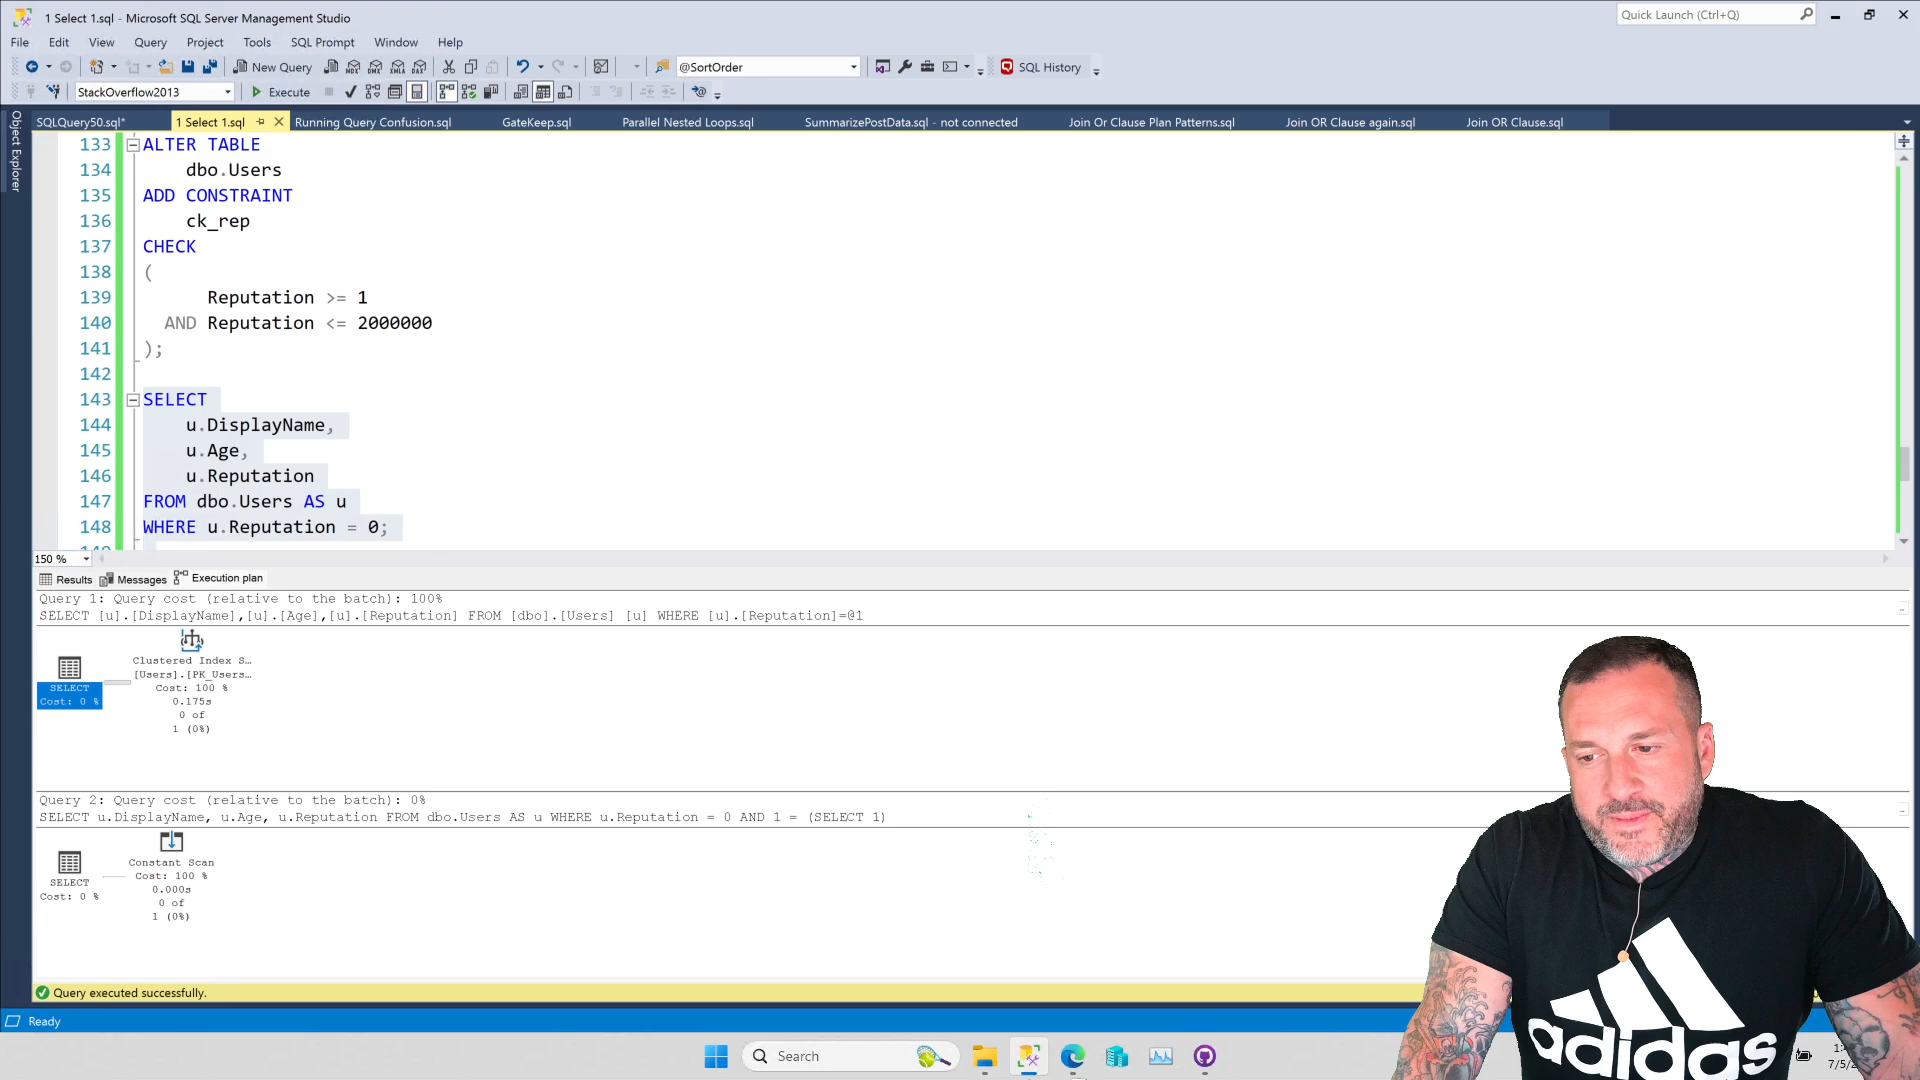 1 Select 1.sql - Microsoft SQL Server Management Studio
Quick Launch (Ctrl+Q)
File Edit View Query Project Tools SQL Prompt Window Help
New Query
@SortOrder
SQL History
StackOverflow2013
Execute
SQLQuery50.sql*
1 Select 1.sql
Running Query Confusion.sql
GateKeep.sql
Parallel Nested Loops.sql
SummarizePostData.sql - not connected
Join Or Clause Plan Patterns.sql
Join OR Clause again.sql
Join OR Clause.sql
Object Explorer
133 ALTER TABLE
134 dbo.Users
135 ADD CONSTRAINT
136 ck_rep
137 CHECK
138 (
139 Reputation >= 1
140 AND Reputation <= 2000000
141 );
142
143 SELECT
144 u.DisplayName,
145 u.Age,
146 u.Reputation
147 FROM dbo.Users AS u
148 WHERE u.Reputation = 0;
150 %
Results Messages Execution plan
Query 1: Query cost (relative to the batch): 100%
SELECT [u].[DisplayName],[u].[Age],[u].[Reputation] FROM [dbo].[Users] [u] WHERE [u].[Reputation]=@1
SELECT
Cost: 0 %
Clustered Index S...
[Users].[PK_Users...
Cost: 100 %
0.175s
0 of
1 (0%)
Query 2: Query cost (relative to the batch): 0%
SELECT u.DisplayName, u.Age, u.Reputation FROM dbo.Users AS u WHERE u.Reputation = 0 AND 1 = (SELECT 1)
SELECT
Cost: 0 %
Constant Scan
Cost: 100 %
0.000s
0 of
1 (0%)
Query executed successfully.
Ready
Search
adidas